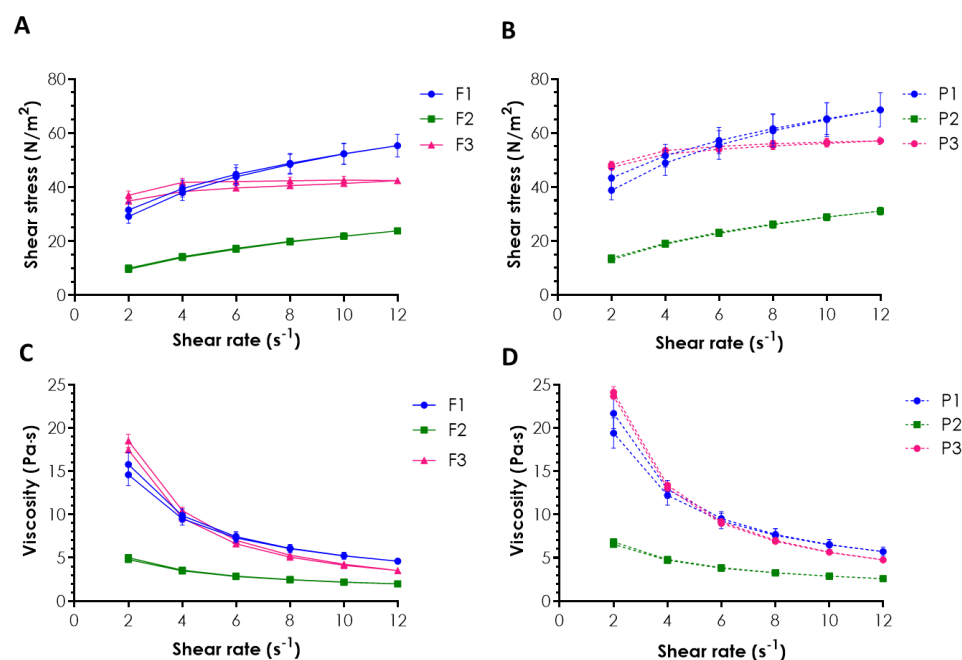 A
Shear stress (N/m²)
80
60
40
20
0
0 2 4 6 8 10 12
Shear rate (s⁻¹)
F1
F2
F3
B
Shear stress (N/m²)
80
60
40
20
0
0 2 4 6 8 10 12
Shear rate (s⁻¹)
P1
P2
P3
C
Viscosity (Pa·s)
25
20
15
10
5
0
0 2 4 6 8 10 12
Shear rate (s⁻¹)
F1
F2
F3
D
Viscosity (Pa·s)
25
20
15
10
5
0
0 2 4 6 8 10 12
Shear rate (s⁻¹)
P1
P2
P3